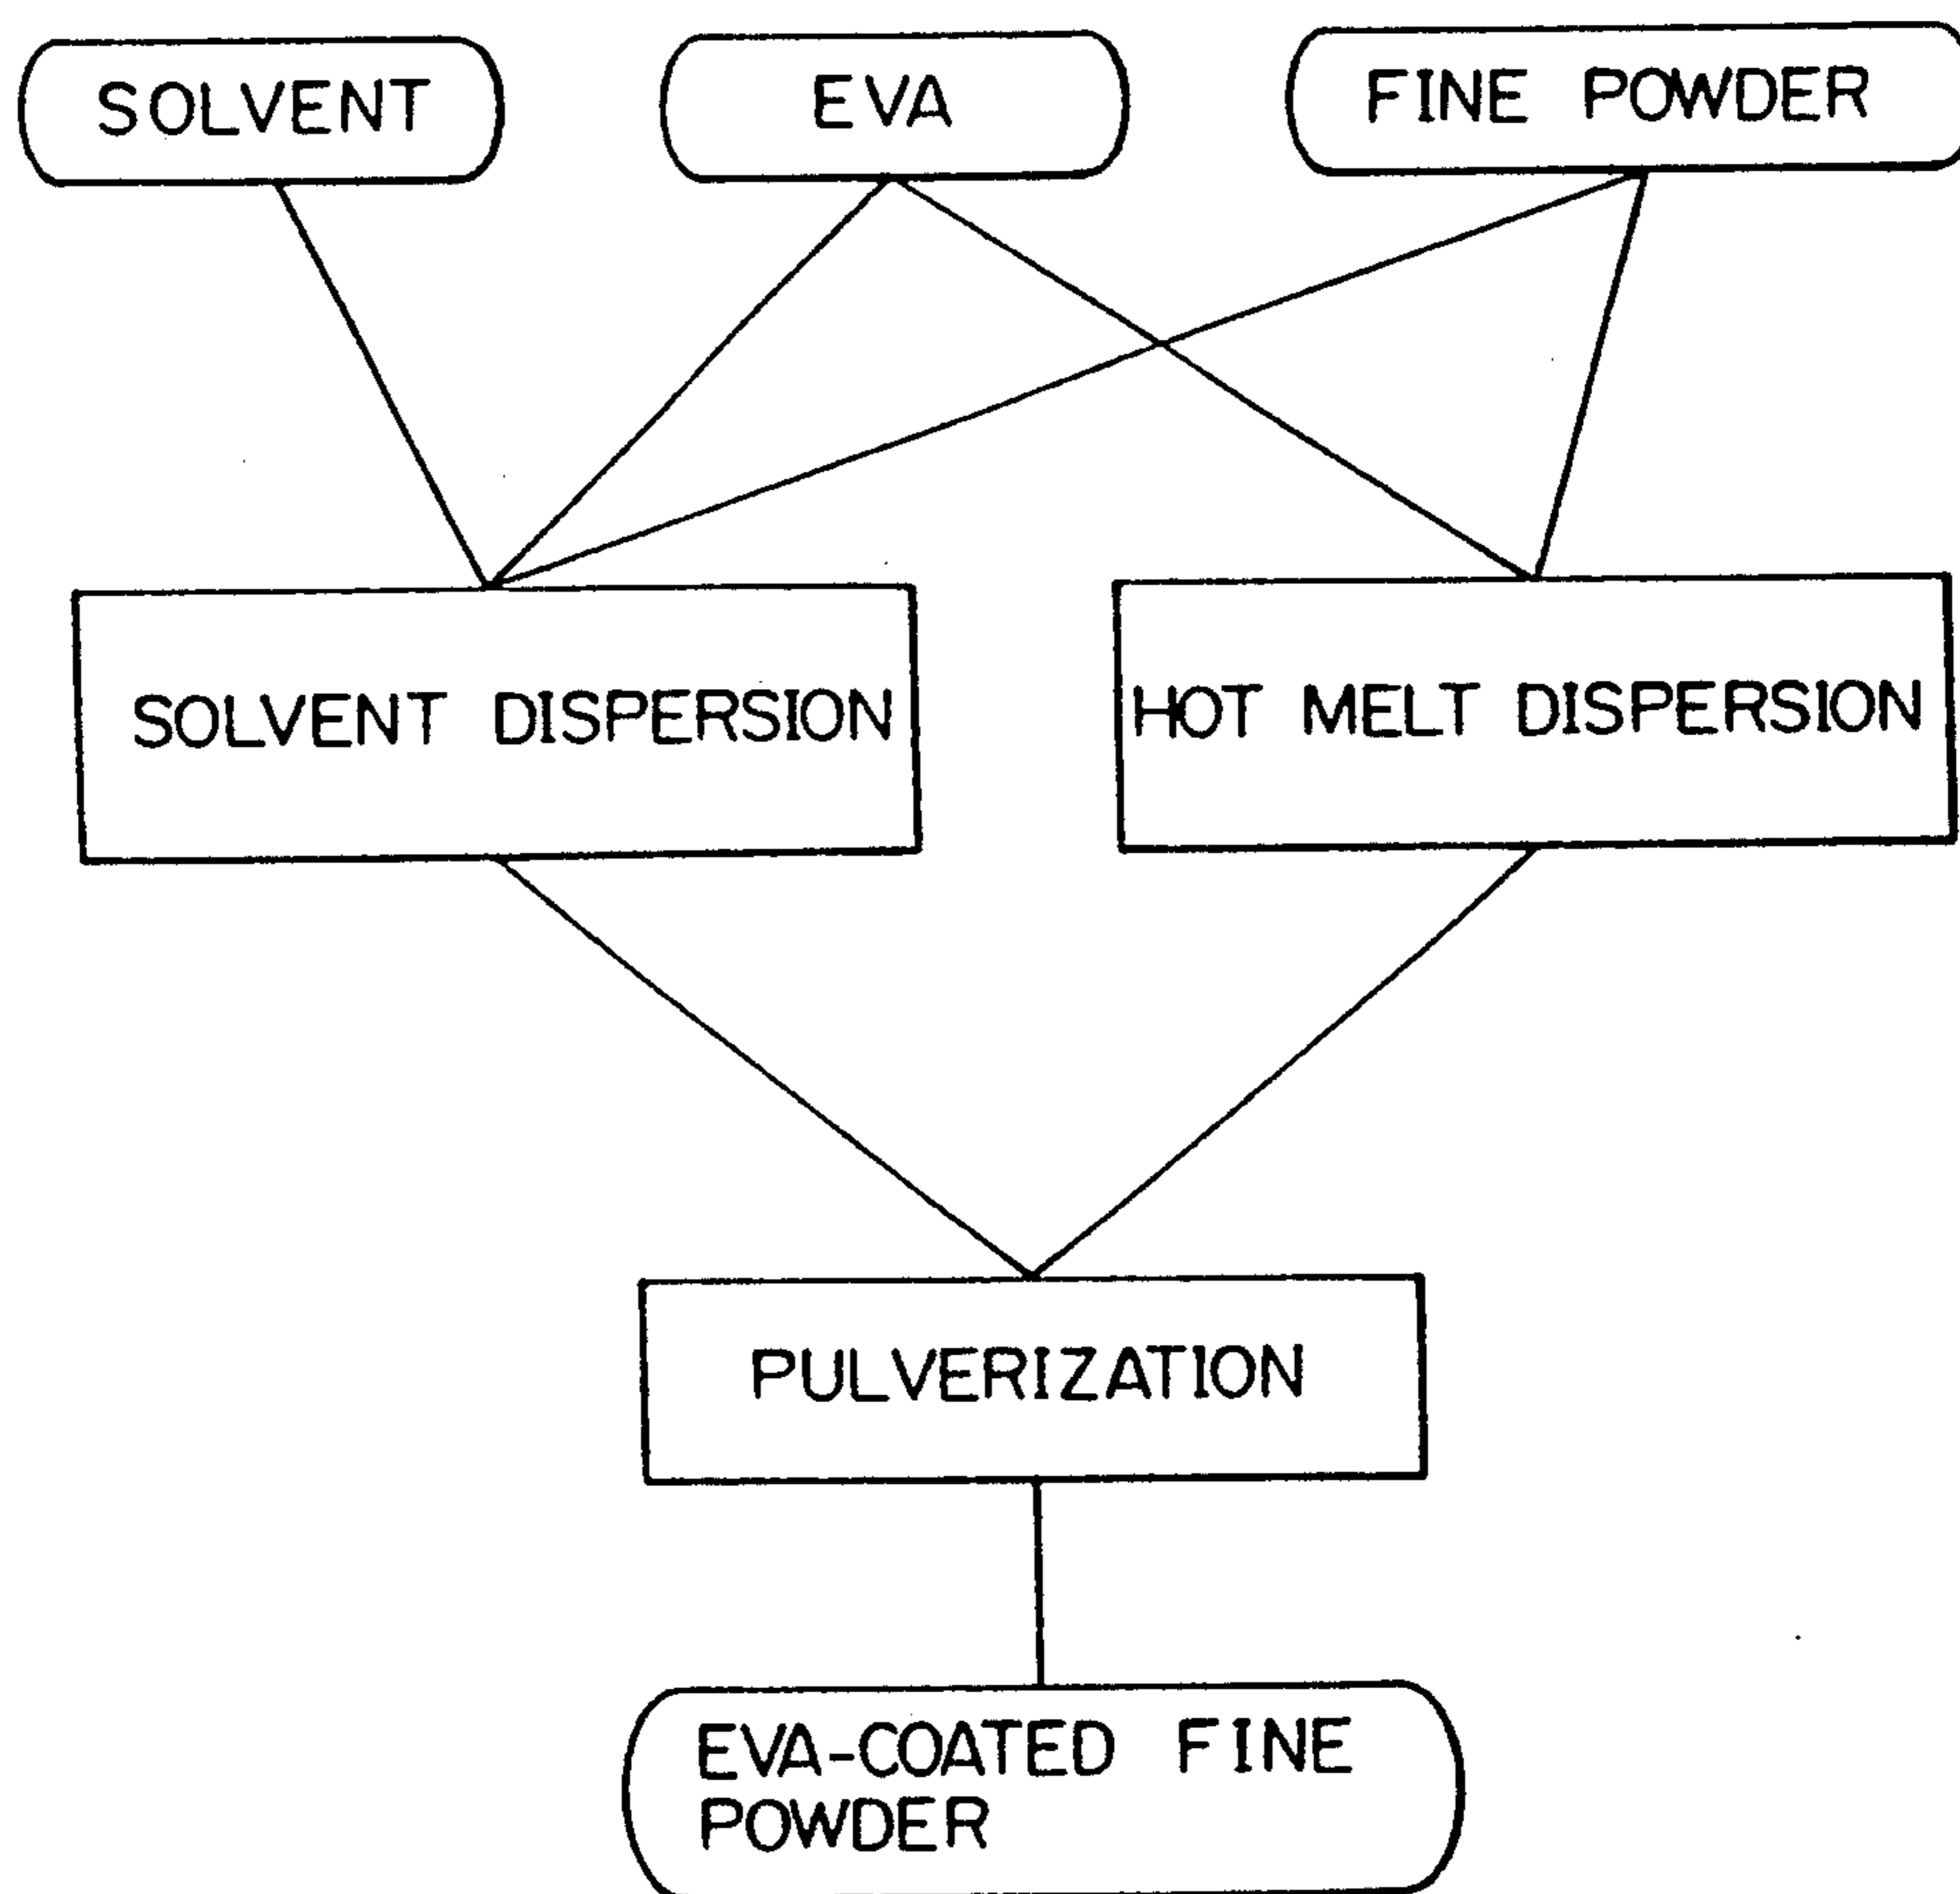 SOLVENT
EVA
FINE POWDER
SOLVENT DISPERSION
HOT MELT DISPERSION
PULVERIZATION
EVA-COATED FINE
POWDER